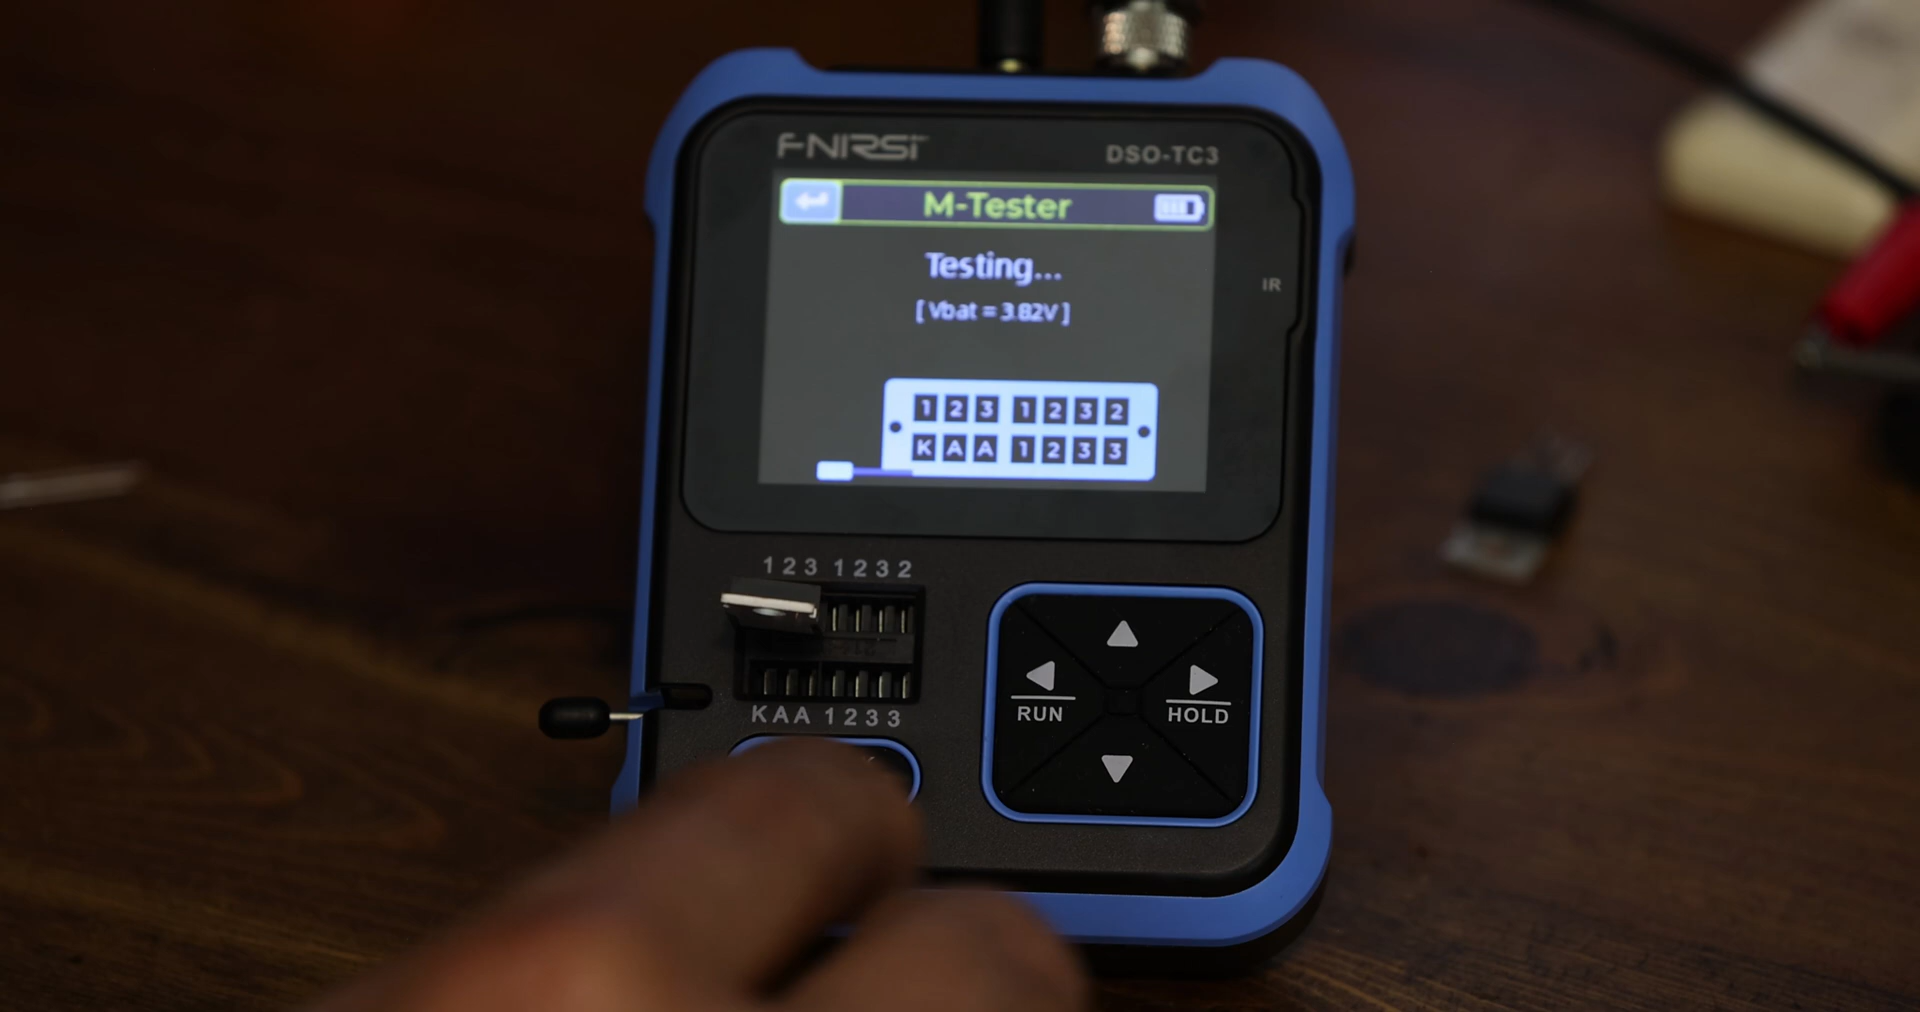 FNIRSI DSO-TC3
M-Tester
Testing...
[ Vbat = 3.82V ]
IR
1 2 3 1 2 3 2
K A A 1 2 3 3
1 2 3 1 2 3 2
K A A 1 2 3 3
RUN HOLD